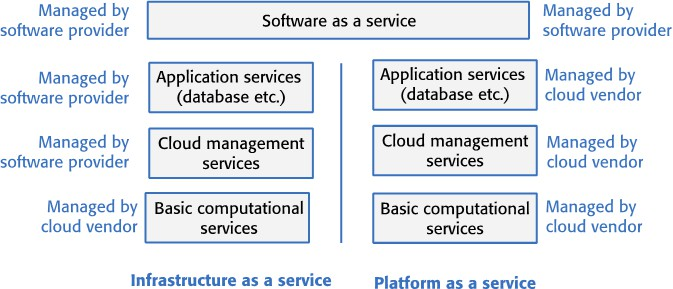 Managed by
software provider
Software as a service
Managed by
software provider
Managed by
software provider
Application services
(database etc.)
Application services
(database etc.)
Managed by
cloud vendor
Managed by
software provider
Cloud management
services
Cloud management
services
Managed by
cloud vendor
Managed by
cloud vendor
Basic computational
services
Basic computational
services
Managed by
cloud vendor
Infrastructure as a service
Platform as a service